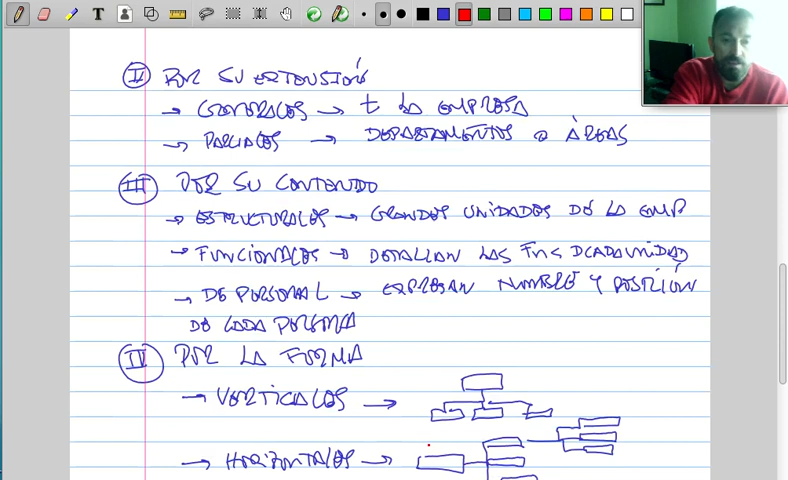 II POR SU EXTENSIÓN
→ GENERALES → t LA EMPRESA
→ PARCIALES → DEPARTAMENTOS o ÁREAS
III POR SU CONTENIDO
→ ESTRUCTURALES → GRANDES UNIDADES DE LA EMP
→ FUNCIONALES → DETALLAN LAS FNS D CADA UNIDAD
→ DE PERSONAL → EXPRESAN NOMBRE Y POSICIÓN
DE CADA PERSONA
IV POR LA FORMA
→ VERTICALES →
→ HORIZONTALES →